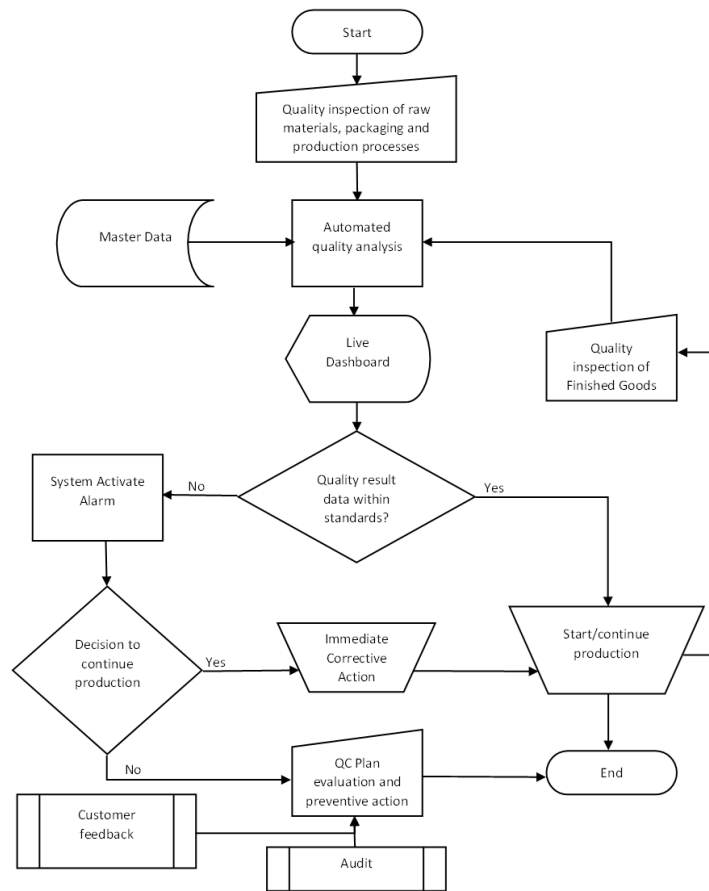 Start
Quality inspection of raw
materials, packaging and
production processes
Master Data
Automated
quality analysis
Live
Dashboard
Quality
inspection of
Finished Goods
System Activate
Alarm
No
Quality result
data within
standards?
Yes
Decision to
continue
production
Yes
Immediate
Corrective
Action
Start/continue
production
No
QC Plan
evaluation and
preventive action
End
Customer
feedback
Audit